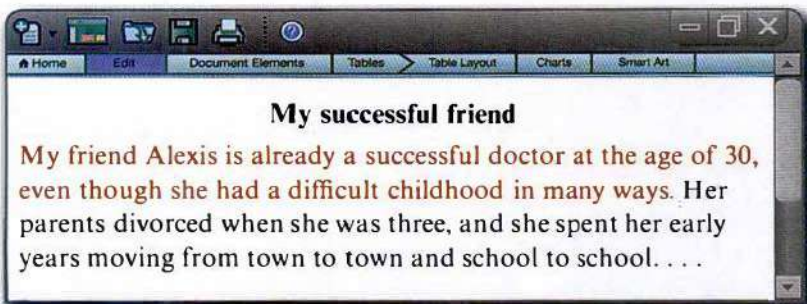 Home Edit Document Elements Tables Table Layout Charts Smart Art
My successful friend
My friend Alexis is already a successful doctor at the age of 30,
even though she had a difficult childhood in many ways. Her
parents divorced when she was three, and she spent her early
years moving from town to town and school to school. . . .